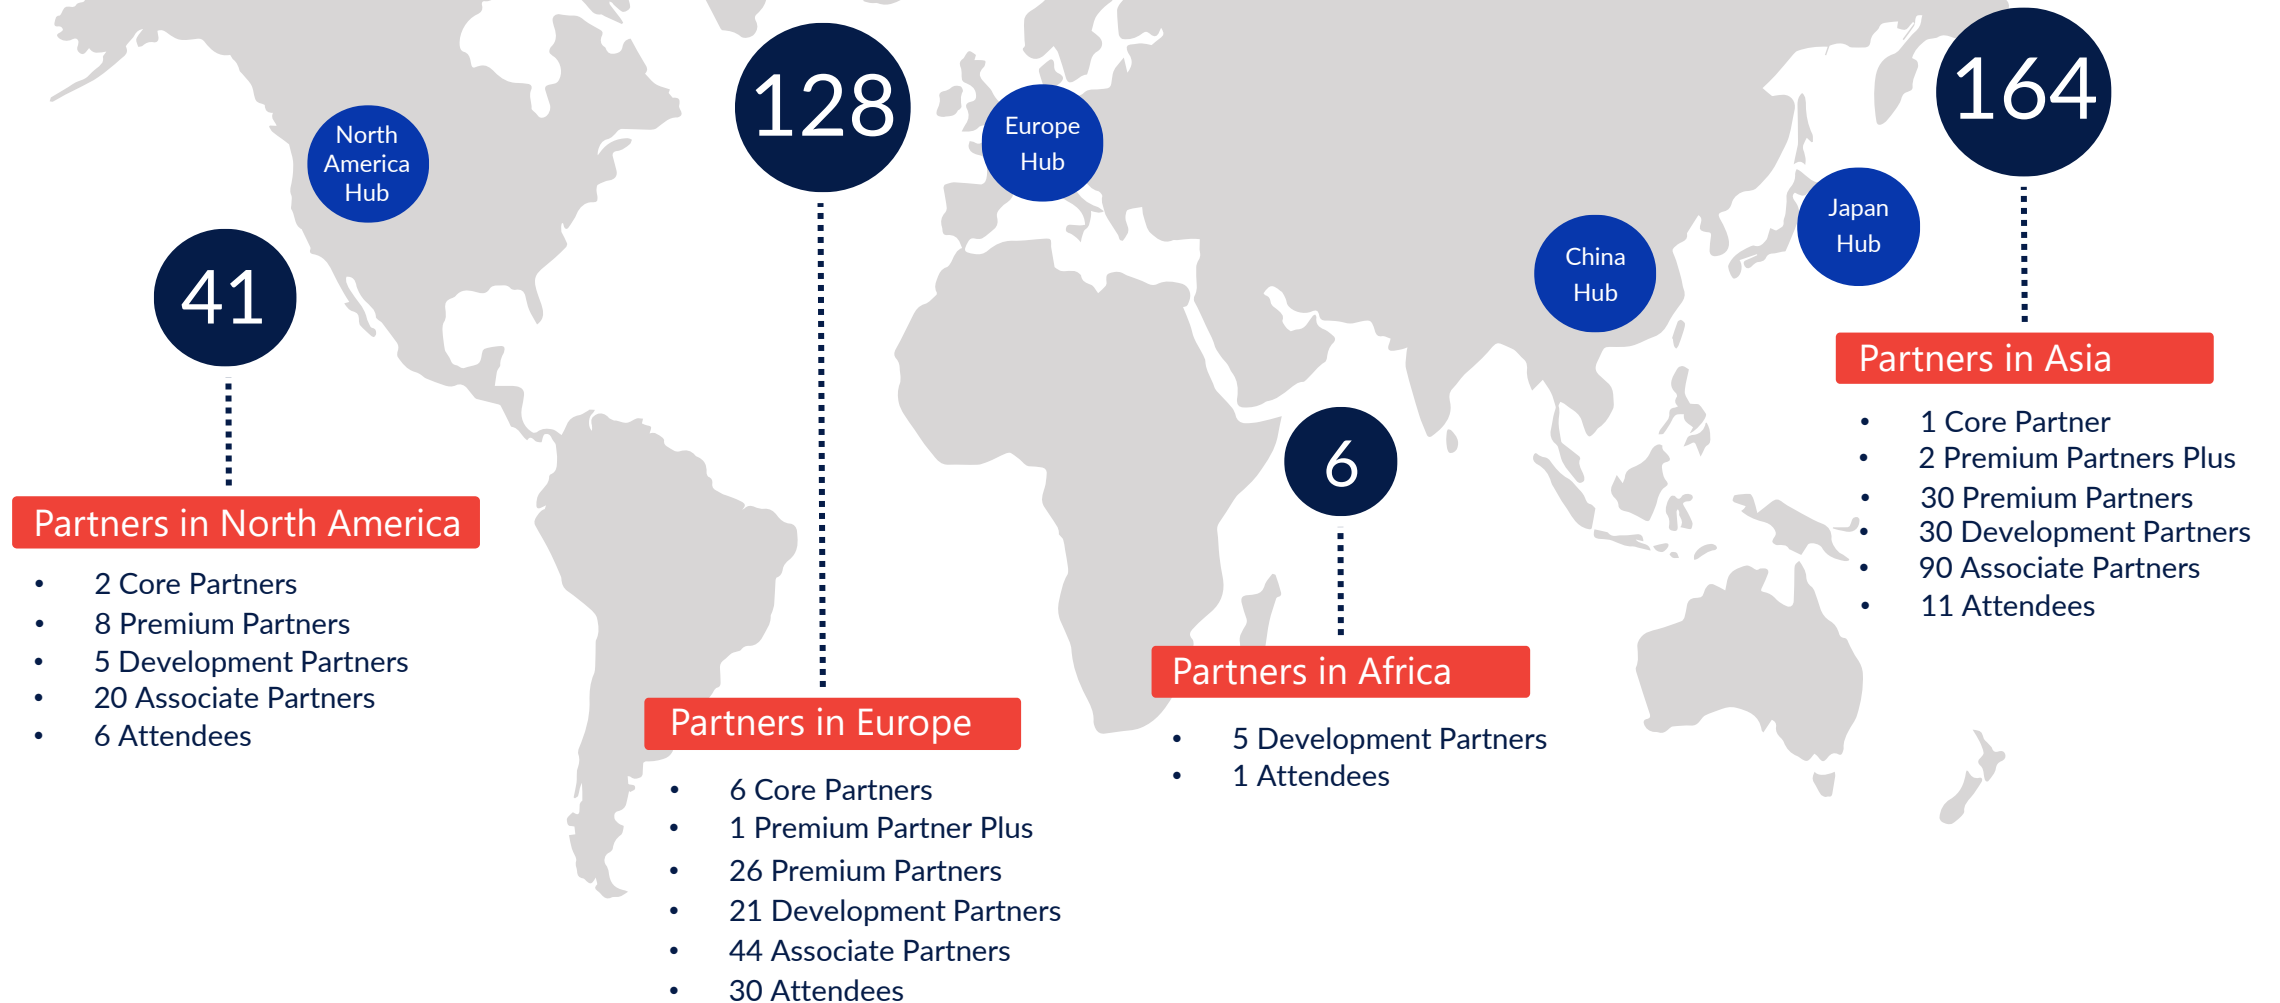 41
North
America
Hub
Partners in North America
• 2 Core Partners
• 8 Premium Partners
• 5 Development Partners
• 20 Associate Partners
• 6 Attendees
128
Europe
Hub
Partners in Europe
• 6 Core Partners
• 1 Premium Partner Plus
• 26 Premium Partners
• 21 Development Partners
• 44 Associate Partners
• 30 Attendees
6
Partners in Africa
• 5 Development Partners
• 1 Attendees
China
Hub
Japan
Hub
164
Partners in Asia
• 1 Core Partner
• 2 Premium Partners Plus
• 30 Premium Partners
• 30 Development Partners
• 90 Associate Partners
• 11 Attendees